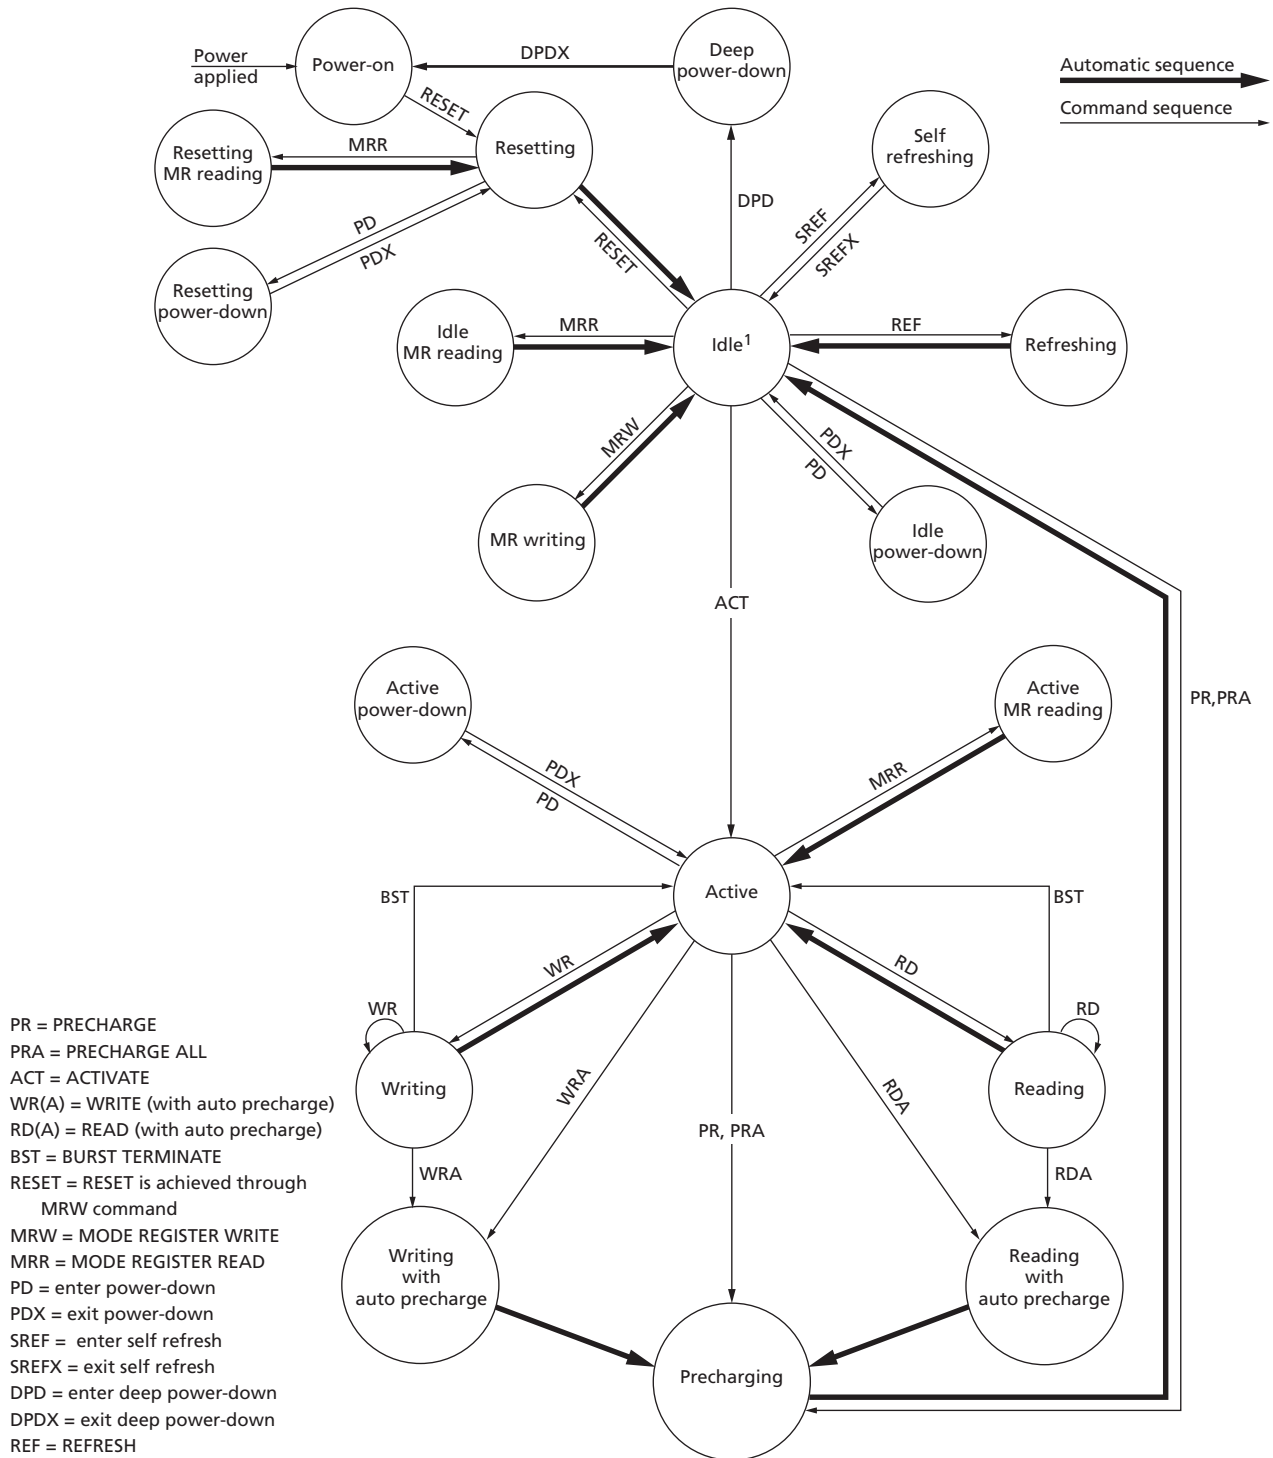 Power
applied
Power-on
DPDX
Deep
power-down
Automatic sequence
Command sequence
RESET
Resetting
MR reading
MRR
Resetting
Self
refreshing
PD
PDX
RESET
DPD
SREF
SREFX
Resetting
power-down
Idle
MR reading
MRR
Idle1
REF
Refreshing
MRW
PDX
PD
MR writing
Idle
power-down
ACT
Active
power-down
Active
MR reading
PR,PRA
PDX
PD
MRR
BST
Active
BST
WR
RD
WR
RD
Writing
Reading
WRA
RDA
PR, PRA
WRA
RDA
Writing
with
auto precharge
Reading
with
auto precharge
Precharging
PR = PRECHARGE
PRA = PRECHARGE ALL
ACT = ACTIVATE
WR(A) = WRITE (with auto precharge)
RD(A) = READ (with auto precharge)
BST = BURST TERMINATE
RESET = RESET is achieved through
MRW command
MRW = MODE REGISTER WRITE
MRR = MODE REGISTER READ
PD = enter power-down
PDX = exit power-down
SREF =  enter self refresh
SREFX = exit self refresh
DPD = enter deep power-down
DPDX = exit deep power-down
REF = REFRESH